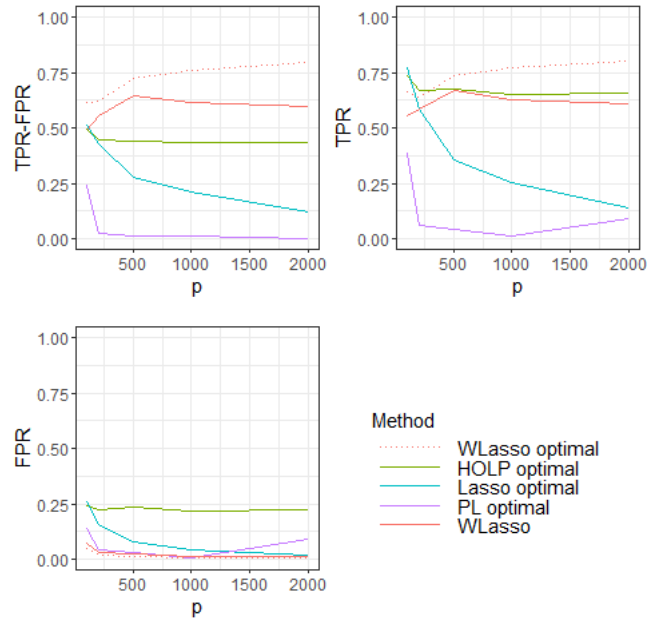 TPR-FPR
1.00
0.75
0.50
0.25
0.00
500 1000 1500 2000
p
TPR
1.00
0.75
0.50
0.25
0.00
500 1000 1500 2000
p
FPR
1.00
0.75
0.50
0.25
0.00
500 1000 1500 2000
p
Method
WLasso optimal
HOLP optimal
Lasso optimal
PL optimal
WLasso